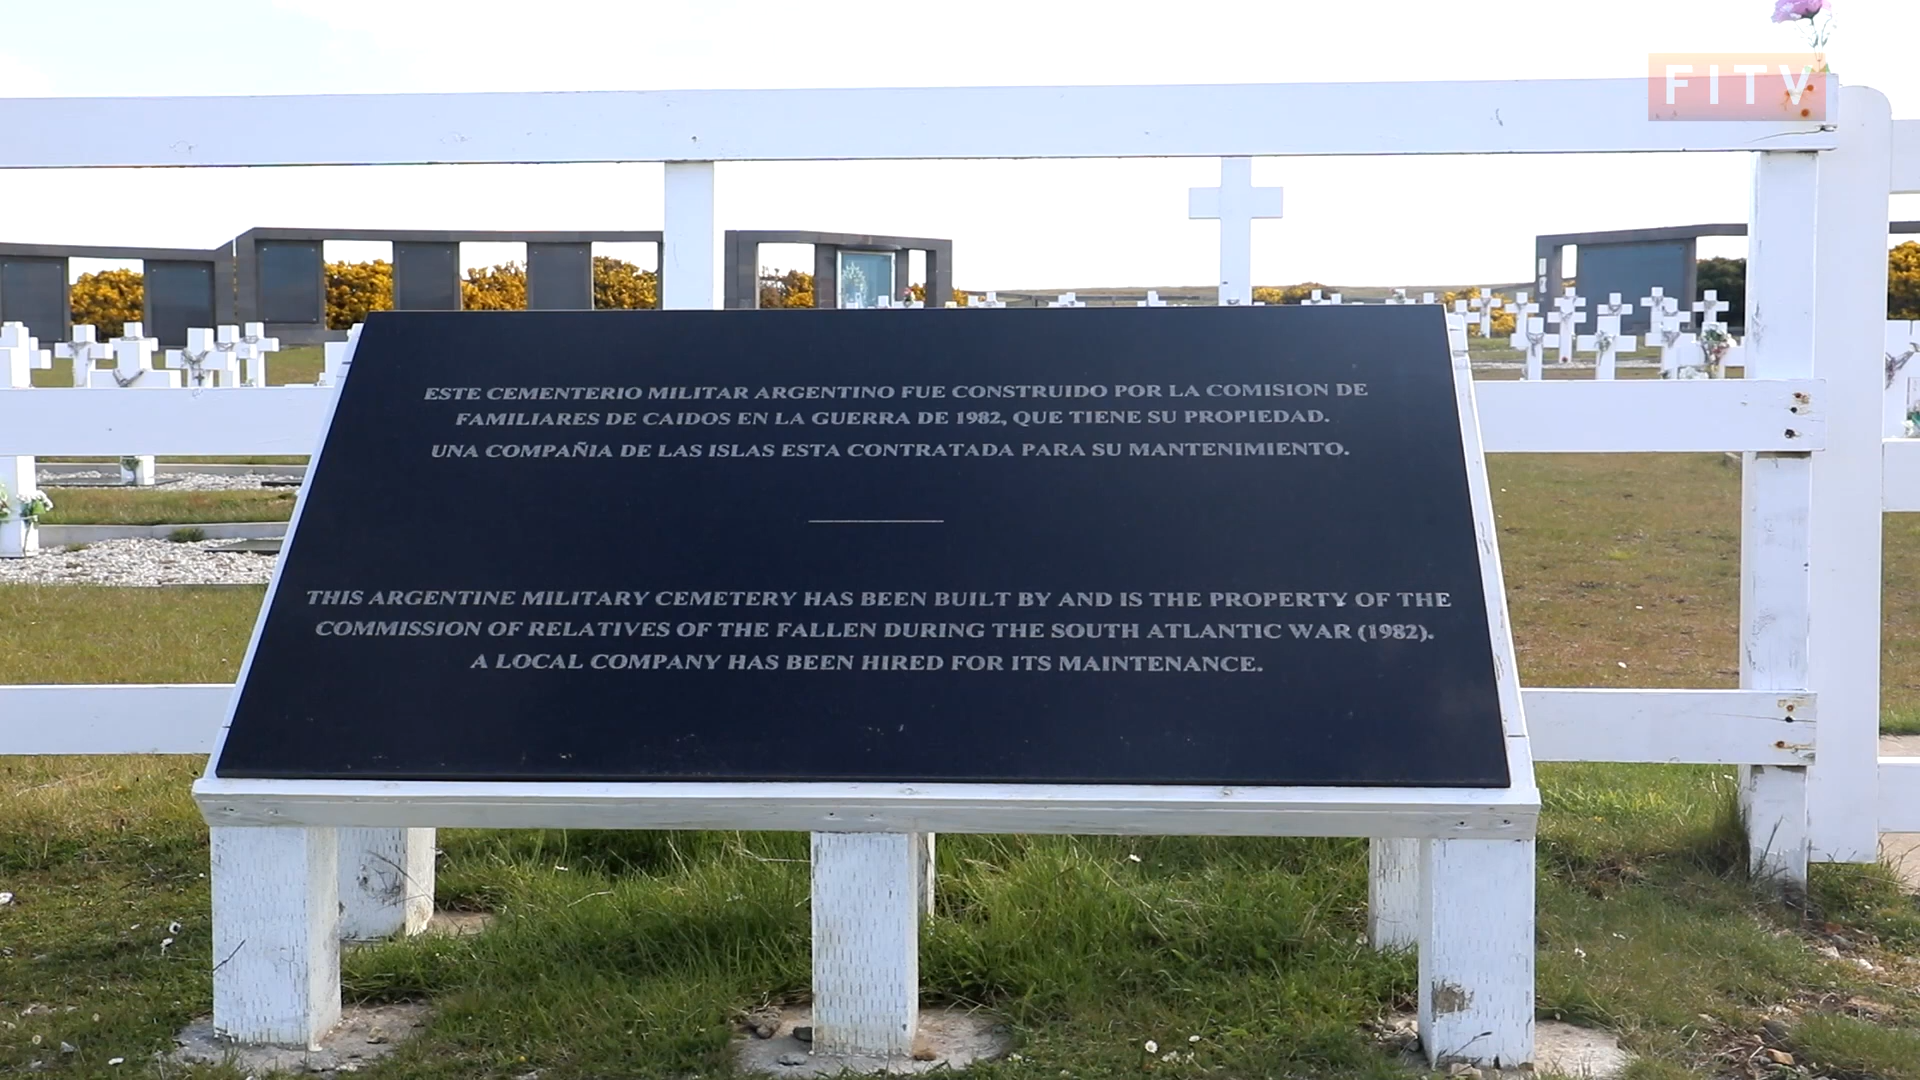 FITV
ESTE CEMENTERIO MILITAR ARGENTINO FUE CONSTRUIDO POR LA COMISION DE
FAMILIARES DE CAIDOS EN LA GUERRA DE 1982, QUE TIENE SU PROPIEDAD.
UNA COMPAÑIA DE LAS ISLAS ESTA CONTRATADA PARA SU MANTENIMIENTO.
THIS ARGENTINE MILITARY CEMETERY HAS BEEN BUILT BY AND IS THE PROPERTY OF THE
COMMISSION OF RELATIVES OF THE FALLEN DURING THE SOUTH ATLANTIC WAR (1982).
A LOCAL COMPANY HAS BEEN HIRED FOR ITS MAINTENANCE.